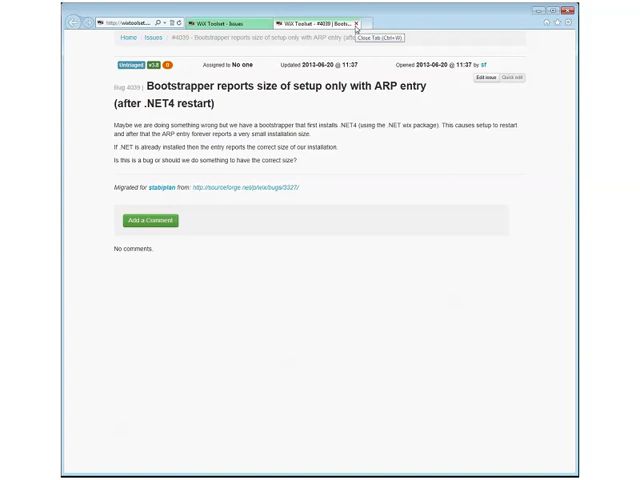 http://wixtoolset....
WiX Toolset - Issues
WiX Toolset - #4039 | Boots...
Close Tab (Ctrl+W)
Home
Issues
#4039 - Bootstrapper reports size of setup only with ARP entry (afte
Untriaged v3.8 0
Assigned to No one
Updated 2013-06-20 @ 11:37
Opened 2013-06-20 @ 11:37 by sf
Edit issue Quick edit
Bug 4039 | Bootstrapper reports size of setup only with ARP entry
(after .NET4 restart)
Maybe we are doing something wrong but we have a bootstrapper that first installs .NET4 (using the .NET wix package). This causes setup to restart
and after that the ARP entry forever reports a very small installation size.
If .NET is already installed then the entry reports the correct size of our installation.
Is this is a bug or should we do something to have the correct size?
Migrated for stabiplan from: http://sourceforge.net/p/wix/bugs/3327/
Add a Comment
No comments.